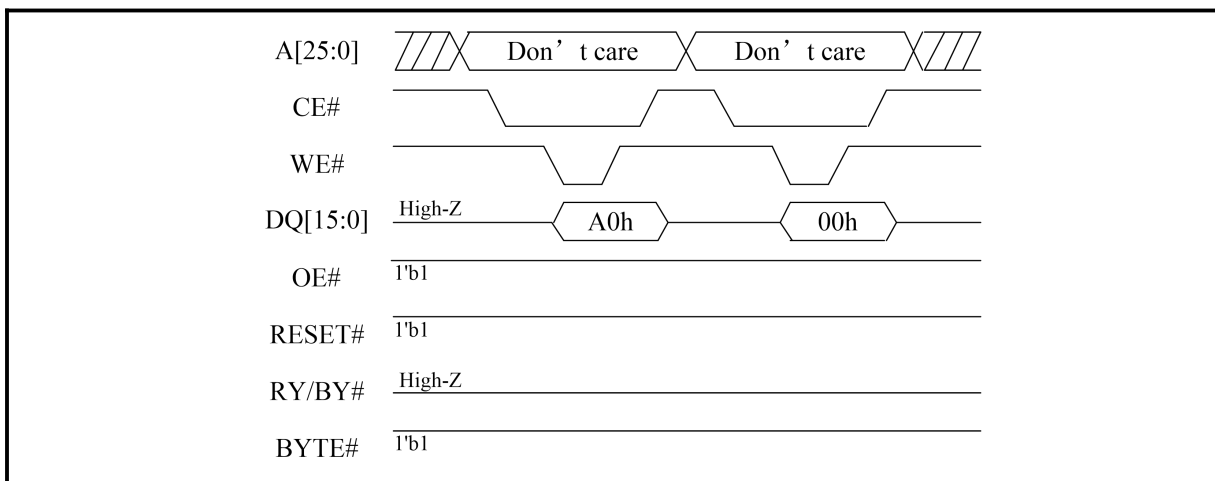 A[25:0] Don’t care Don’t care
CE#
WE#
DQ[15:0] High-Z A0h 00h
OE# 1'b1
RESET# 1'b1
RY/BY# High-Z
BYTE# 1'b1